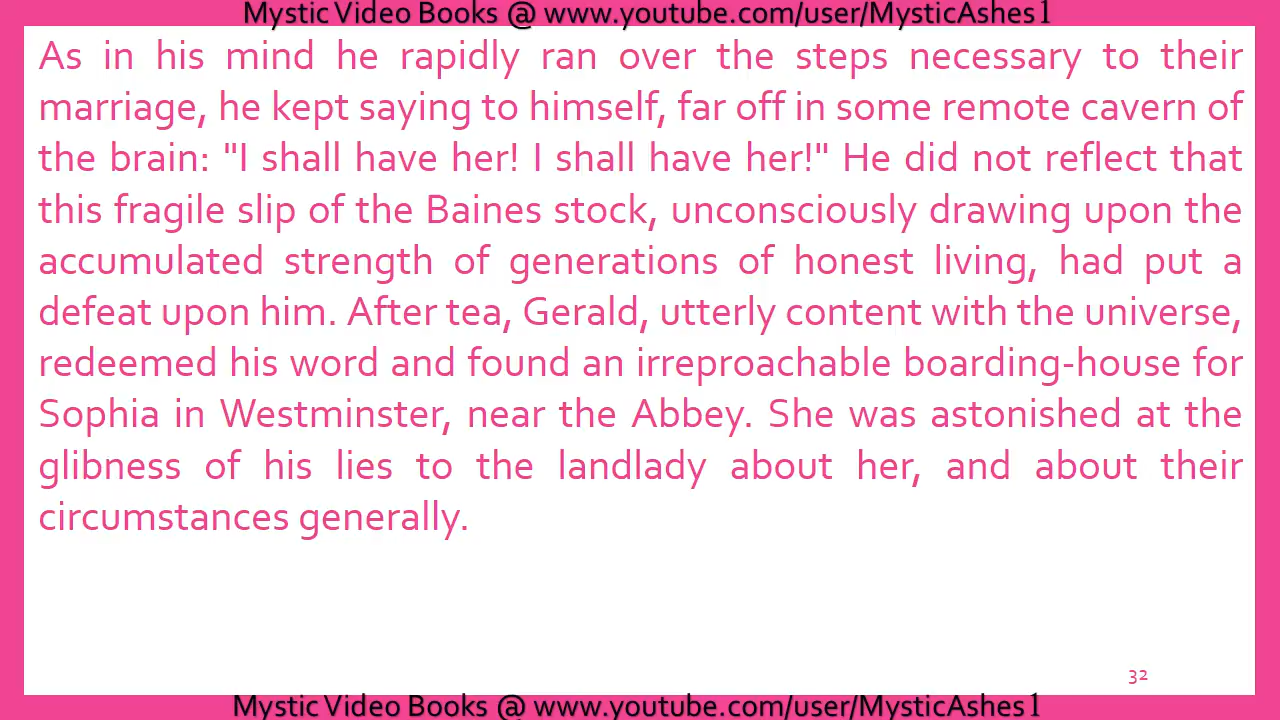 Mystic Video Books @ www.youtube.com/user/MysticAshes1
As in his mind he rapidly ran over the steps necessary to their
marriage, he kept saying to himself, far off in some remote cavern of
the brain: "I shall have her! I shall have her!" He did not reflect that
this fragile slip of the Baines stock, unconsciously drawing upon the
accumulated strength of generations of honest living, had put a
defeat upon him. After tea, Gerald, utterly content with the universe,
redeemed his word and found an irreproachable boarding-house for
Sophia in Westminster, near the Abbey. She was astonished at the
glibness of his lies to the landlady about her, and about their
circumstances generally.
32
Mystic Video Books @ www.youtube.com/user/MysticAshes1